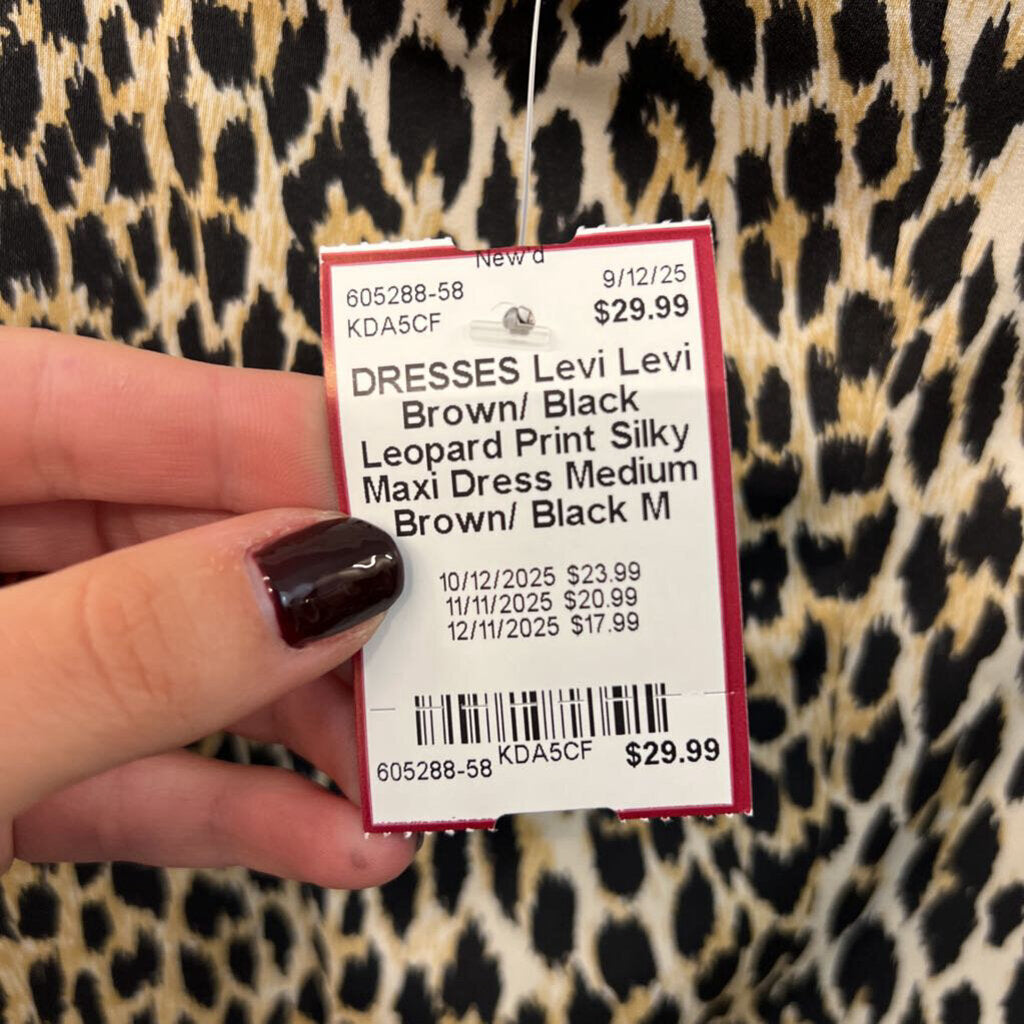 New'd
605288-58 9/12/25
KDA5CF $29.99
DRESSES Levi Levi
Brown/ Black
Leopard Print Silky
Maxi Dress Medium
Brown/ Black M
10/12/2025 $23.99
11/11/2025 $20.99
12/11/2025 $17.99
605288-58 KDA5CF $29.99